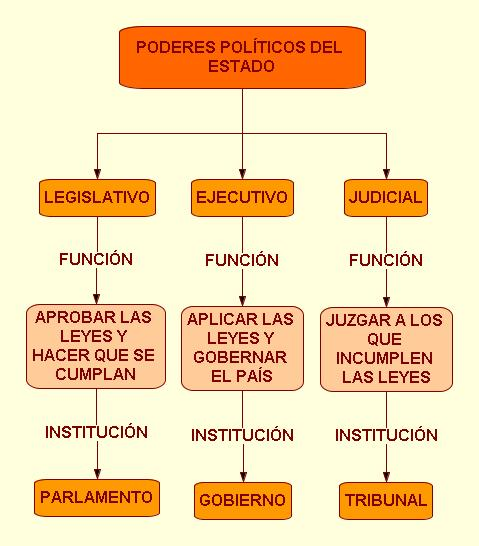 PODERES POLÍTICOS DEL
ESTADO
LEGISLATIVO
EJECUTIVO
JUDICIAL
FUNCIÓN
FUNCIÓN
FUNCIÓN
APROBAR LAS
LEYES Y
HACER QUE SE
CUMPLAN
APLICAR LAS
LEYES Y
GOBERNAR
EL PAÍS
JUZGAR A LOS
QUE
INCUMPLEN
LAS LEYES
INSTITUCIÓN
INSTITUCIÓN
INSTITUCIÓN
PARLAMENTO
GOBIERNO
TRIBUNAL